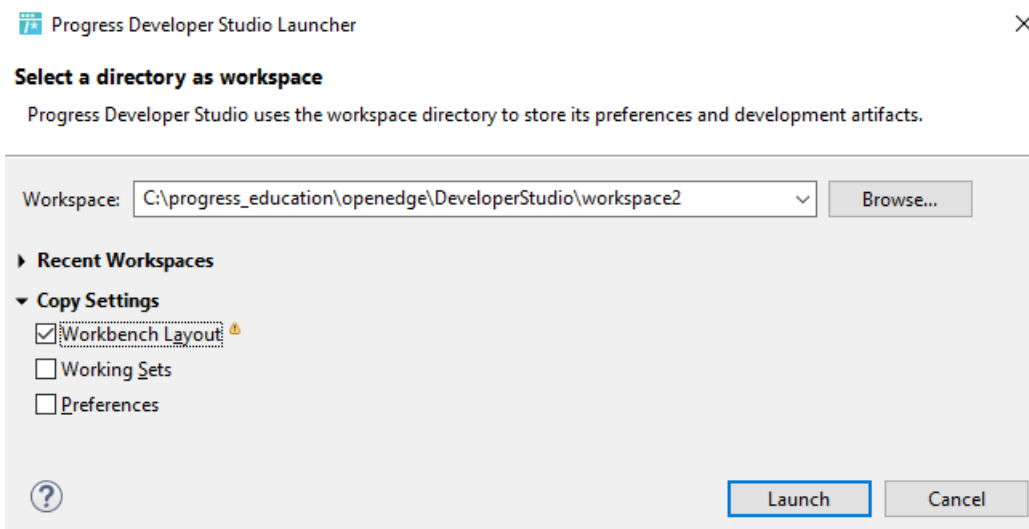 Progress Developer Studio Launcher
Select a directory as workspace
Progress Developer Studio uses the workspace directory to store its preferences and development artifacts.
Workspace: C:\progress_education\openedge\DeveloperStudio\workspace2 Browse...
Recent Workspaces
Copy Settings
Workbench Layout
Working Sets
Preferences
Launch Cancel